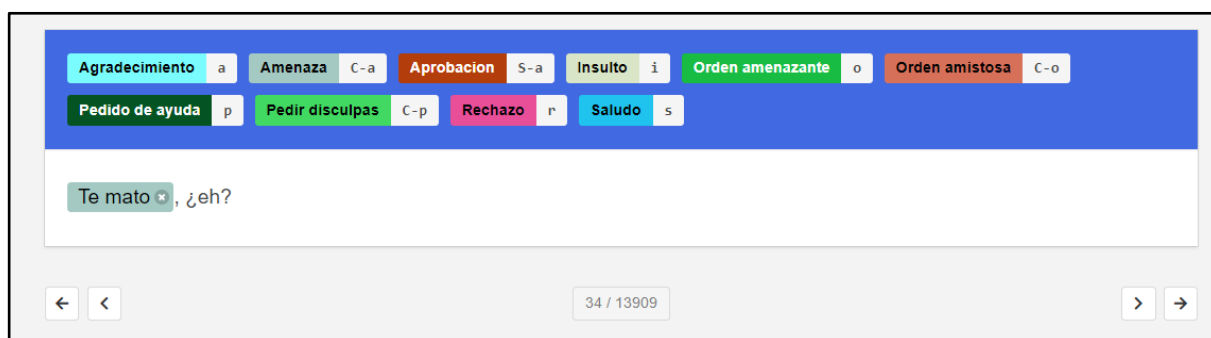 Agradecimiento a Amenaza C-a Aprobacion S-a Insulto i Orden amenazante o Orden amistosa C-o
Pedido de ayuda p Pedir disculpas C-p Rechazo r Saludo s
Te mato, ¿eh?
34 / 13909